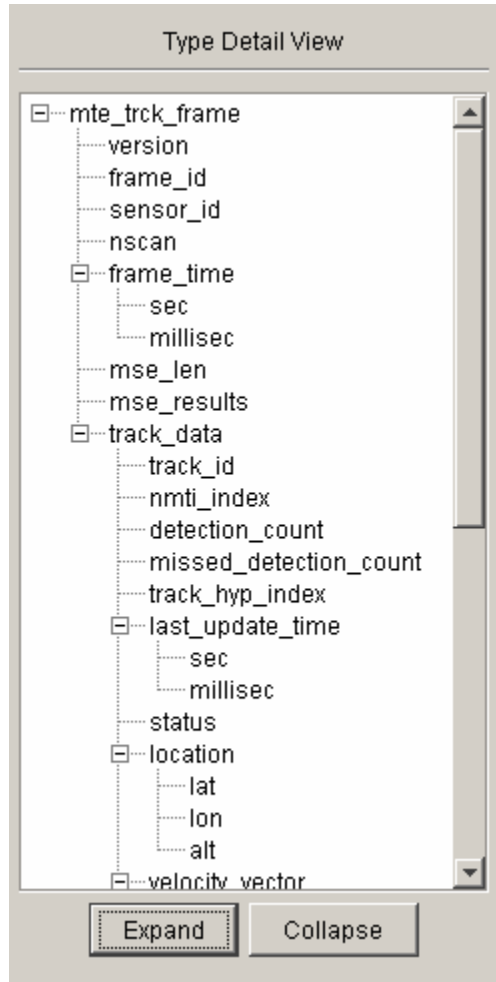 Type Detail View
mte_trck_frame
version
frame_id
sensor_id
nscan
frame_time
sec
millisec
mse_len
mse_results
track_data
track_id
nmti_index
detection_count
missed_detection_count
track_hyp_index
last_update_time
sec
millisec
status
location
lat
lon
alt
velocity_vector
Expand Collapse